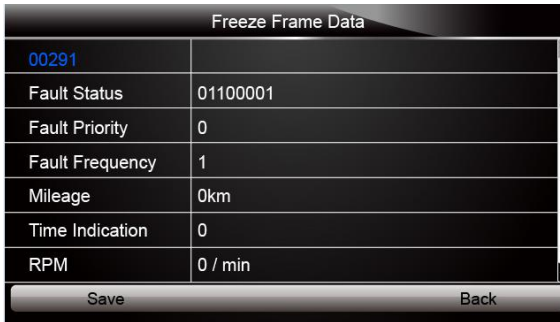 Freeze Frame Data
00291
Fault Status 01100001
Fault Priority 0
Fault Frequency 1
Mileage 0km
Time Indication 0
RPM 0 / min
Save Back